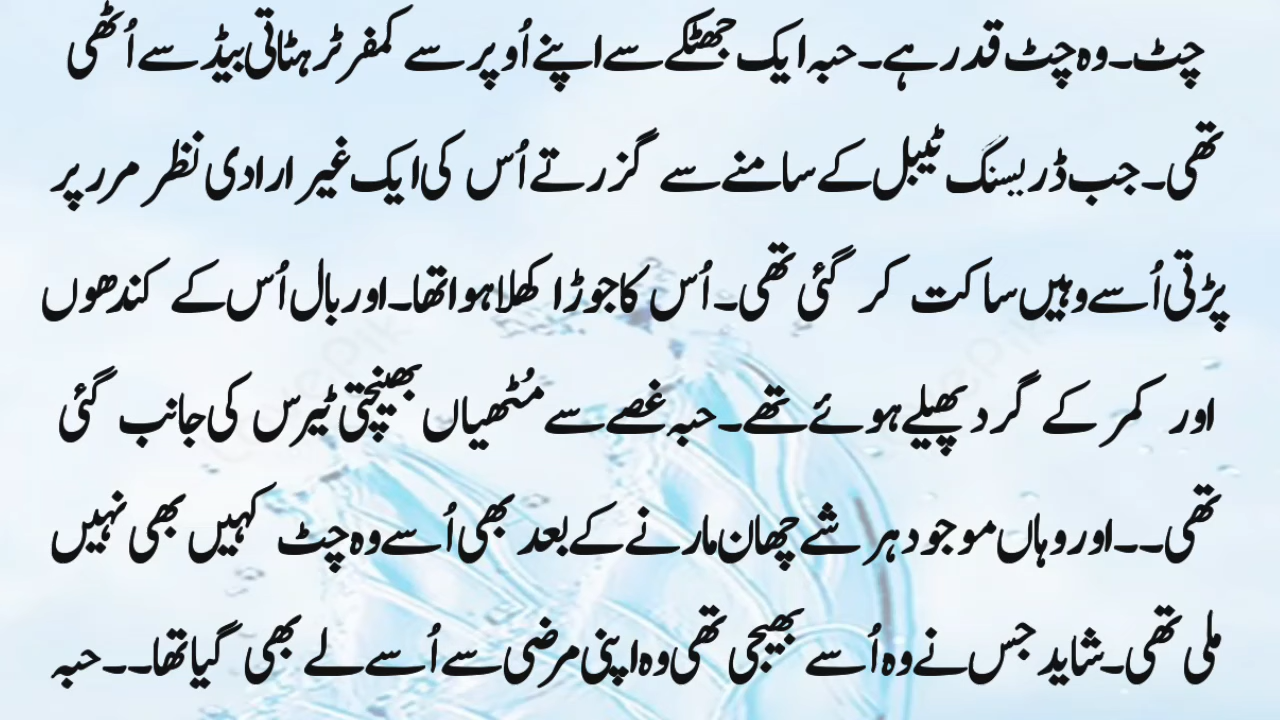 چٹ۔وہ چٹ قدر ہے۔حبہ ایک جھٹکے سے اپنے اُوپر سے کمفرٹر ہٹاتی بیڈ سے اُٹھی
تھی۔جب ڈریسنگ ٹیبل کے سامنے سے گزرتے اُس کی ایک غیر ارادی نظر مرر پر
پڑتی اُسے وہیں ساکت کر گئی تھی۔اُس کا جوڑا کھلا ہوا تھا۔اور بال اُس کے کندھوں
اور کمر کے گرد پھیلے ہوئے تھے۔حبہ غصے سے مُٹھیاں بھینچتی ٹیرس کی جانب گئی
تھی۔۔اور وہاں موجود ہر شے چھان مارنے کے بعد بھی اُسے وہ چٹ کہیں بھی نہیں
ملی تھی۔شاید جس نے وہ اُسے بھیجی تھی وہ اپنی مرضی سے اُسے لے بھی گیا تھا۔۔حبہ